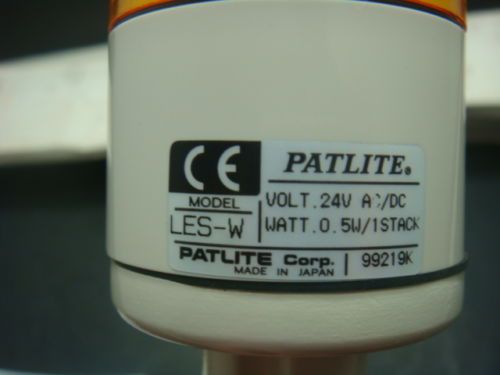 CE
PATLITE®
MODEL
LES-W
VOLT.24V AC/DC
WATT.0.5W/1STACK
PATLITE Corp.
MADE IN JAPAN
99219K